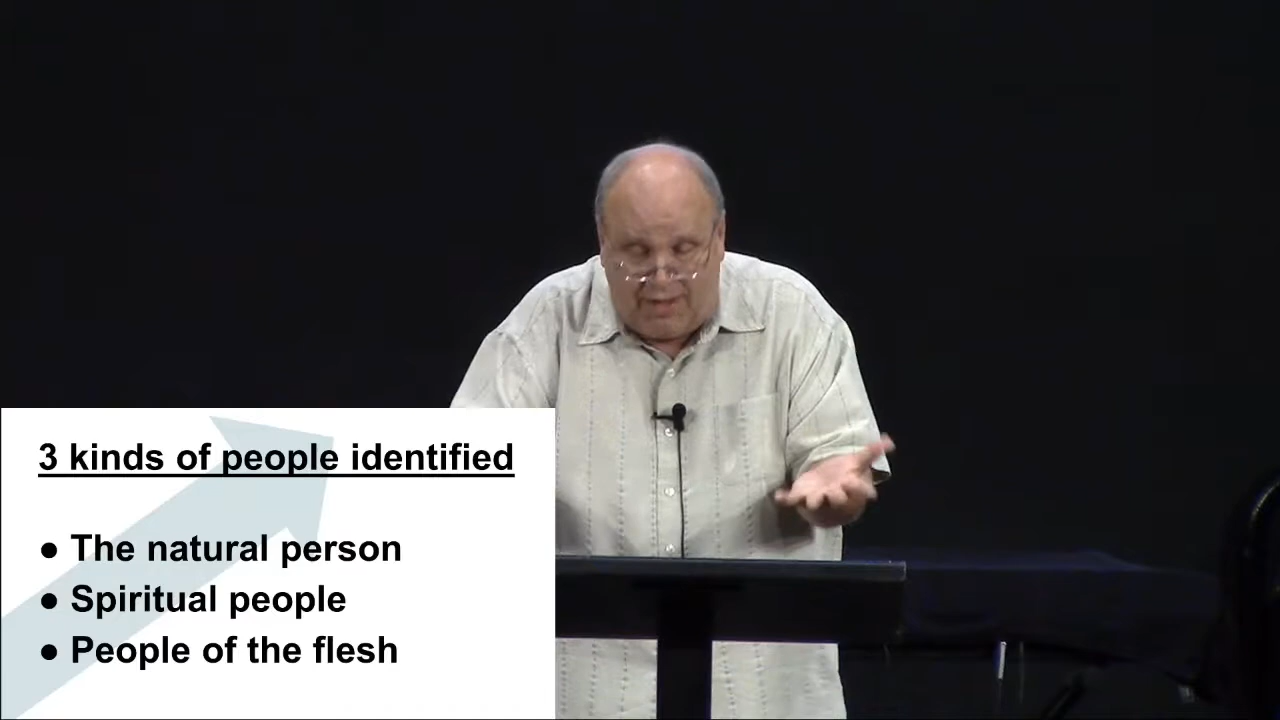 3 kinds of people identified
● The natural person
● Spiritual people
● People of the flesh